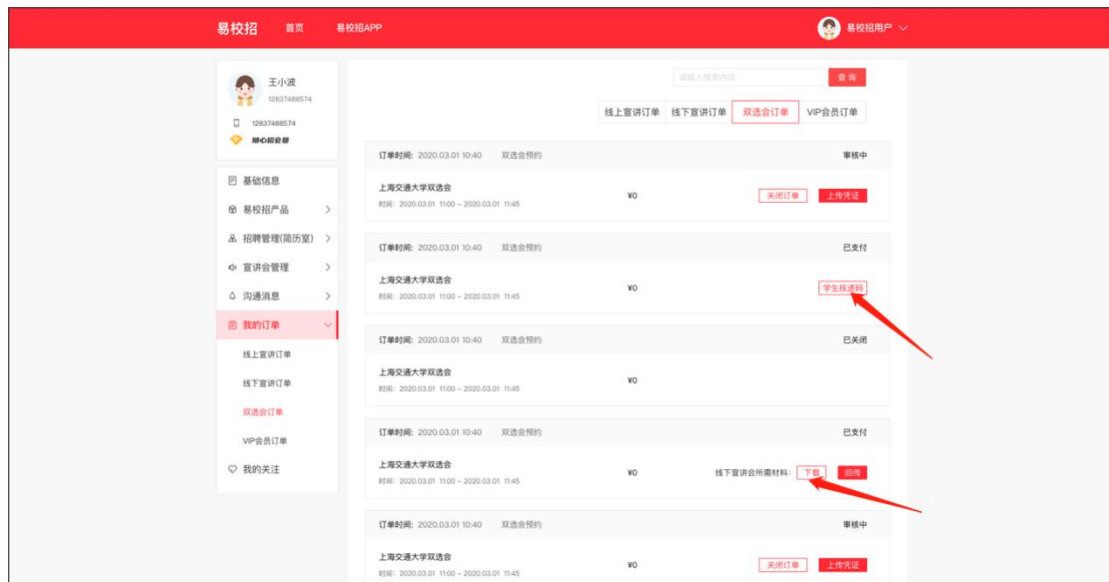 易校招 首页 易校招APP 易校招用户
王小波
12837488574
12837488574
随心招会员
请输入搜索内容 查询
线上宣讲订单 线下宣讲订单 双选会订单 VIP会员订单
订单时间: 2020.03.01 10:40 双选会预约 审核中
上海交通大学双选会
时间: 2020.03.01 11:00 ~ 2020.03.01 11:45
¥0 关闭订单 上传凭证
基础信息
易校招产品
招聘管理(简历室)
宣讲会管理
沟通消息
我的订单
线上宣讲订单
线下宣讲订单
双选会订单
VIP会员订单
我的关注
订单时间: 2020.03.01 10:40 双选会预约 已支付
上海交通大学双选会
时间: 2020.03.01 11:00 ~ 2020.03.01 11:45
¥0 学生投递码
订单时间: 2020.03.01 10:40 双选会预约 已关闭
上海交通大学双选会
时间: 2020.03.01 11:00 ~ 2020.03.01 11:45
¥0
订单时间: 2020.03.01 10:40 双选会预约 已支付
上海交通大学双选会
时间: 2020.03.01 11:00 ~ 2020.03.01 11:45
¥0 线下宣讲会所需材料: 下载 回传
订单时间: 2020.03.01 10:40 双选会预约 审核中
上海交通大学双选会
时间: 2020.03.01 11:00 ~ 2020.03.01 11:45
¥0 关闭订单 上传凭证